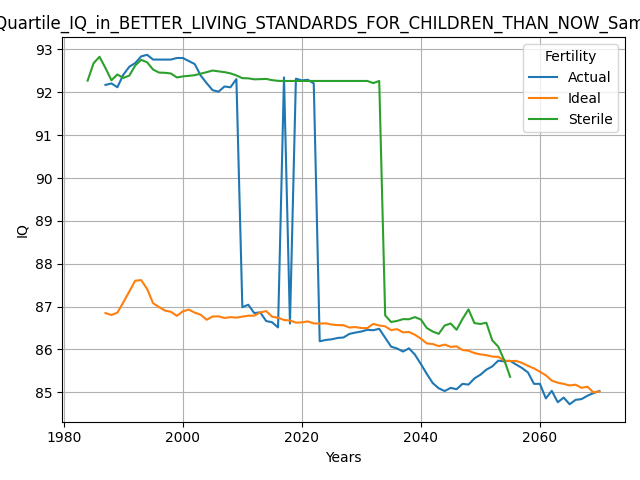 Quartile_IQ_in_BETTER_LIVING_STANDARDS_FOR_CHILDREN_THAN_NOW_Sam
93
92
91
90
89
88
87
86
85
IQ
Fertility
Actual
Ideal
Sterile
1980
2000
2020
2040
2060
Years